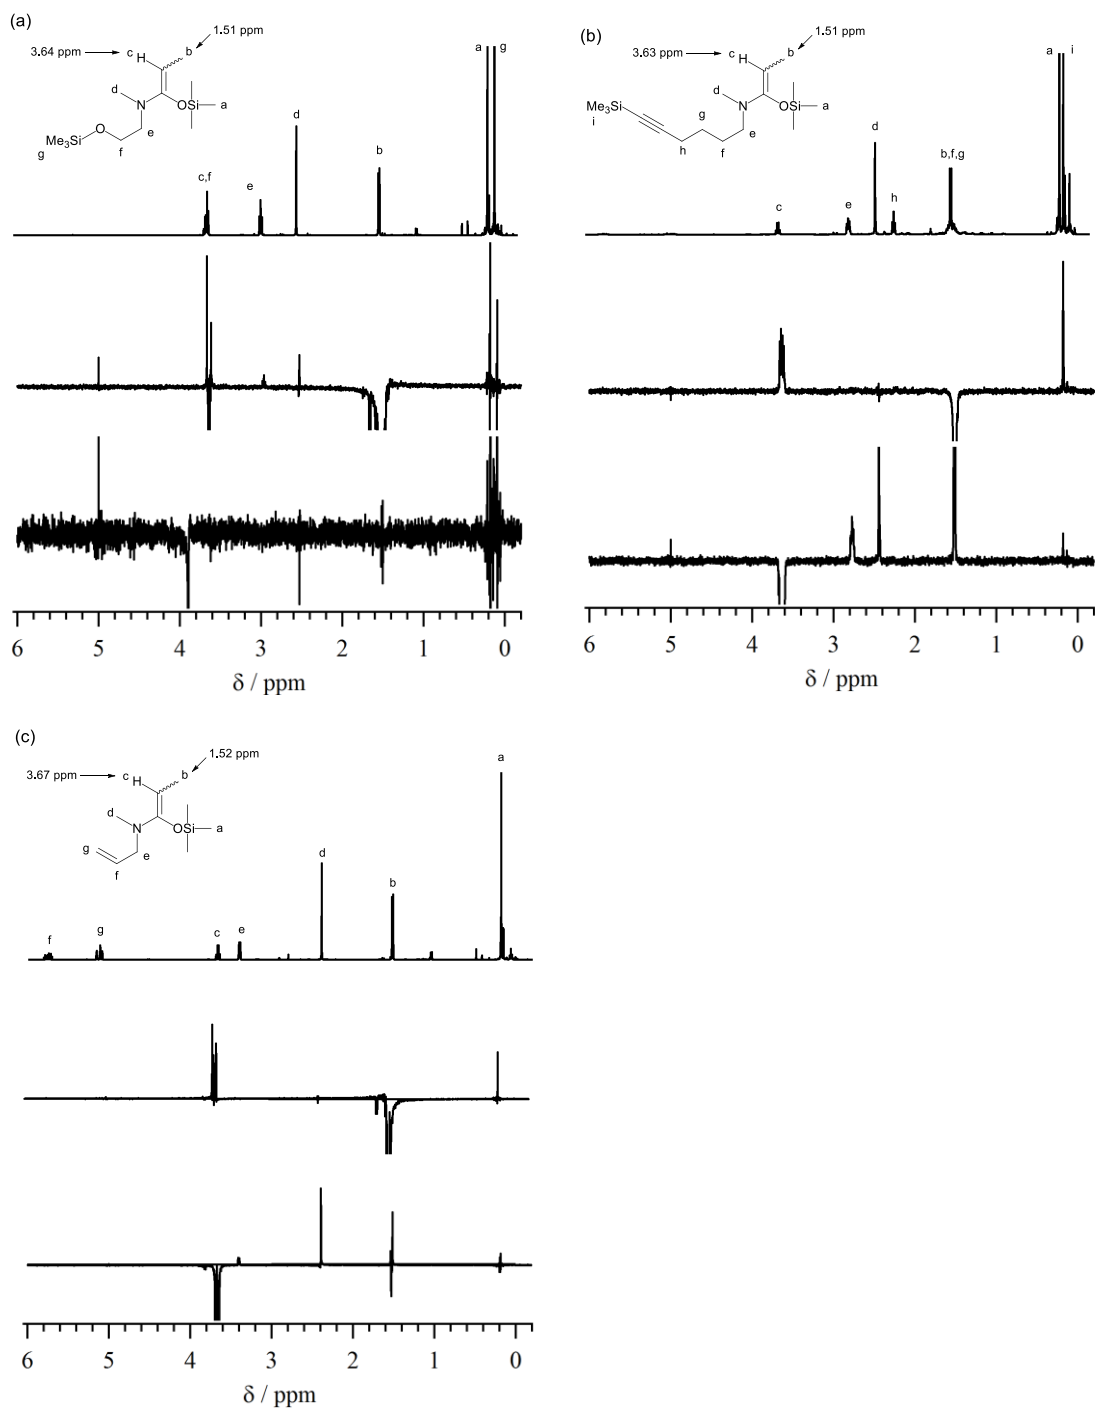 (a)
1.51 ppm
3.64 ppm
c
H
b
d
N
OSi
a
O
Me3Si
e
g
f
a
g
d
b
c,f
e
6
5
4
3
2
1
0
δ / ppm
(b)
1.51 ppm
3.63 ppm
c
H
b
d
N
OSi
a
Me3Si
i
g
e
h
f
a
i
d
b,f,g
c
e
h
6
5
4
3
2
1
0
δ / ppm
(c)
1.52 ppm
3.67 ppm
c
H
b
d
N
OSi
a
g
e
f
a
d
b
f
g
c
e
6
5
4
3
2
1
0
δ / ppm